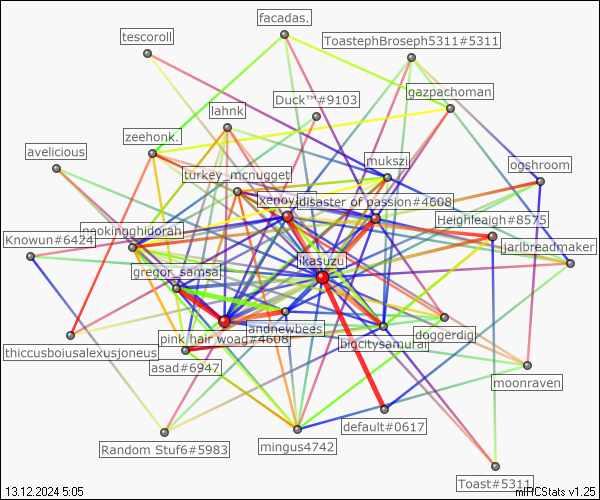 facadas.
tescoroll
ToastephBroseph5311#5311
gazpachoman
Duck™#9103
lahnk
zeehonk.
avelicious
mukszi
ogshroom
turkey_mcnugget
disaster of passion#4608
Heighleaigh#8575
Knowun#6424
jarlbreadmaker
ikasuzu
gregor_samsa
andnewbees
doggerdig
pink hair woag#4608
bigcitysamurai
thiccusboiusalexusjoneus
asad#6947
moonraven
default#0617
Random Stuf6#5983
mingus4742
Toast#5311
13.12.2024 5:05
mIRCStats v1.25